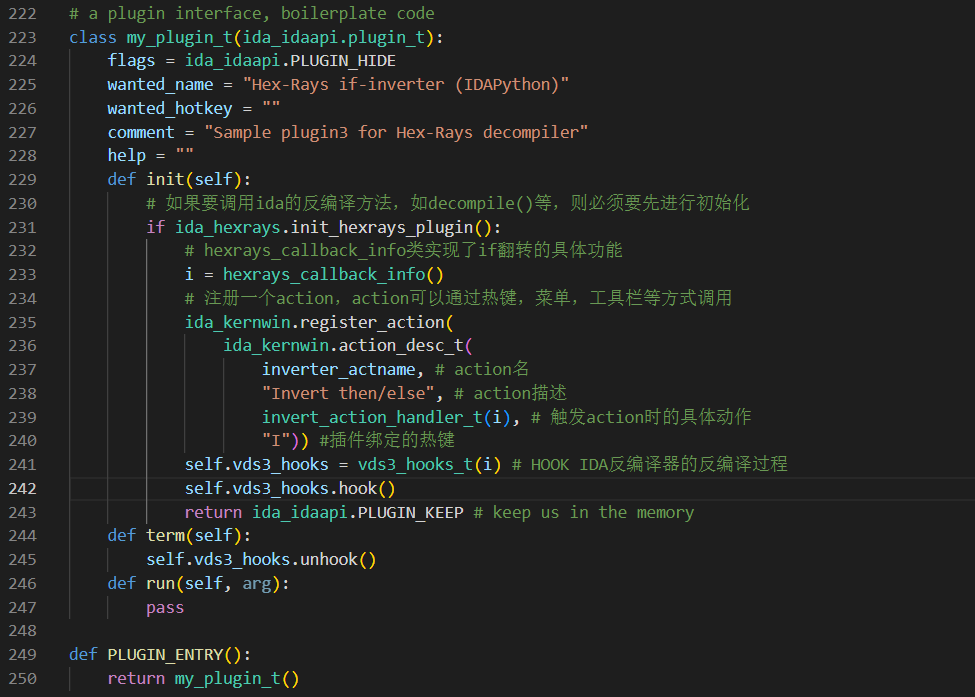 222 # a plugin interface, boilerplate code
223 class my_plugin_t(ida_idaapi.plugin_t):
224     flags = ida_idaapi.PLUGIN_HIDE
225     wanted_name = "Hex-Rays if-inverter (IDAPython)"
226     wanted_hotkey = ""
227     comment = "Sample plugin3 for Hex-Rays decompiler"
228     help = ""
229     def init(self):
230         # 如果要调用ida的反编译方法，如decompile()等，则必须要先进行初始化
231         if ida_hexrays.init_hexrays_plugin():
232             # hexrays_callback_info类实现了if翻转的具体功能
233             i = hexrays_callback_info()
234             # 注册一个action，action可以通过热键，菜单，工具栏等方式调用
235             ida_kernwin.register_action(
236                 ida_kernwin.action_desc_t(
237                     inverter_actname, # action名
238                     "Invert then/else", # action描述
239                     invert_action_handler_t(i), # 触发action时的具体动作
240                     "I")) #插件绑定的热键
241             self.vds3_hooks = vds3_hooks_t(i) # HOOK IDA反编译器的反编译过程
242             self.vds3_hooks.hook()
243             return ida_idaapi.PLUGIN_KEEP # keep us in the memory
244     def term(self):
245         self.vds3_hooks.unhook()
246     def run(self, arg):
247         pass
248
249 def PLUGIN_ENTRY():
250     return my_plugin_t()